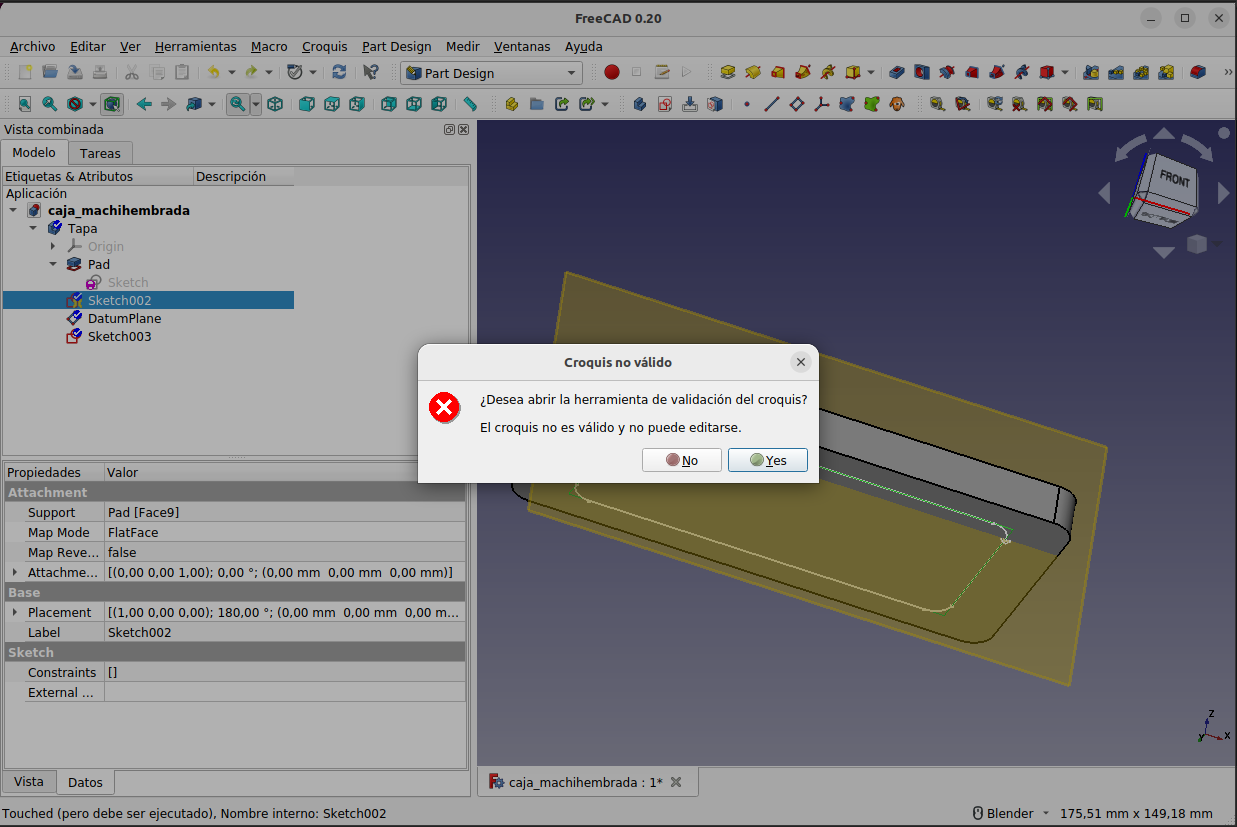 FreeCAD 0.20
Archivo Editar Ver Herramientas Macro Croquis Part Design Medir Ventanas Ayuda
Part Design
Vista combinada
Modelo Tareas
Etiquetas & Atributos Descripción
Aplicación
caja_machihembrada
Tapa
Origin
Pad
Sketch
Sketch002
DatumPlane
Sketch003
FRONT
Croquis no válido
¿Desea abrir la herramienta de validación del croquis?
El croquis no es válido y no puede editarse.
No Yes
Propiedades Valor
Attachment
Support Pad [Face9]
Map Mode FlatFace
Map Reve... false
Attachme... [(0,00 0,00 1,00); 0,00 °; (0,00 mm 0,00 mm 0,00 mm)]
Base
Placement [(1,00 0,00 0,00); 180,00 °; (0,00 mm 0,00 mm 0,00 m...
Label Sketch002
Sketch
Constraints []
External ...
Z
Y X
Vista Datos
caja_machihembrada : 1*
Touched (pero debe ser ejecutado), Nombre interno: Sketch002
Blender 175,51 mm x 149,18 mm